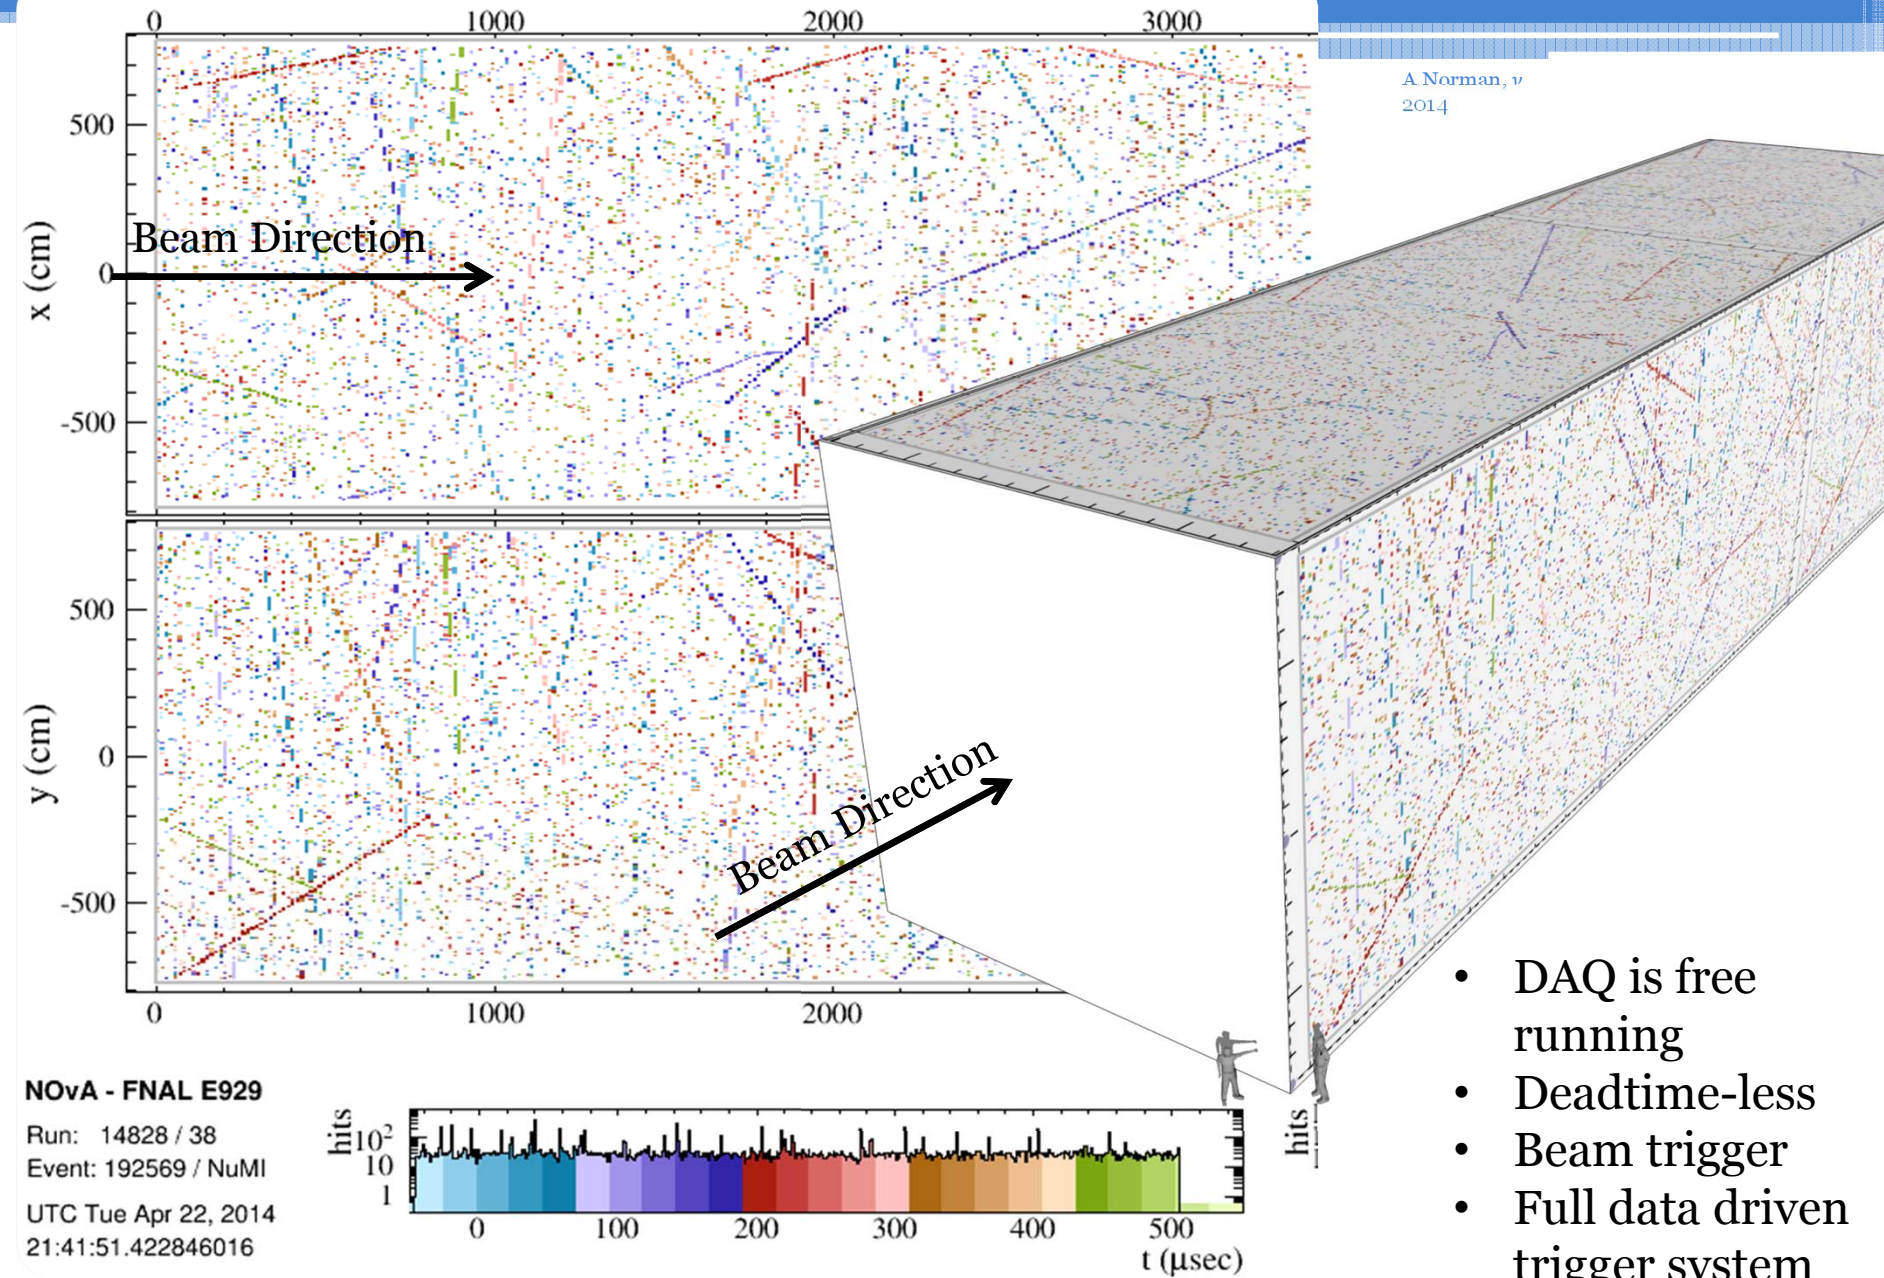 0 1000 2000 3000
A Norman, ν
2014
500
0
-500
x (cm)
Beam Direction
500
0
-500
y (cm)
Beam Direction
0 1000 2000
NOvA - FNAL E929
Run: 14828 / 38
Event: 192569 / NuMI
UTC Tue Apr 22, 2014
21:41:51.422846016
hits
10²
10
1
0 100 200 300 400 500
t (μsec)
hits
• DAQ is free
running
• Deadtime-less
• Beam trigger
• Full data driven
trigger system